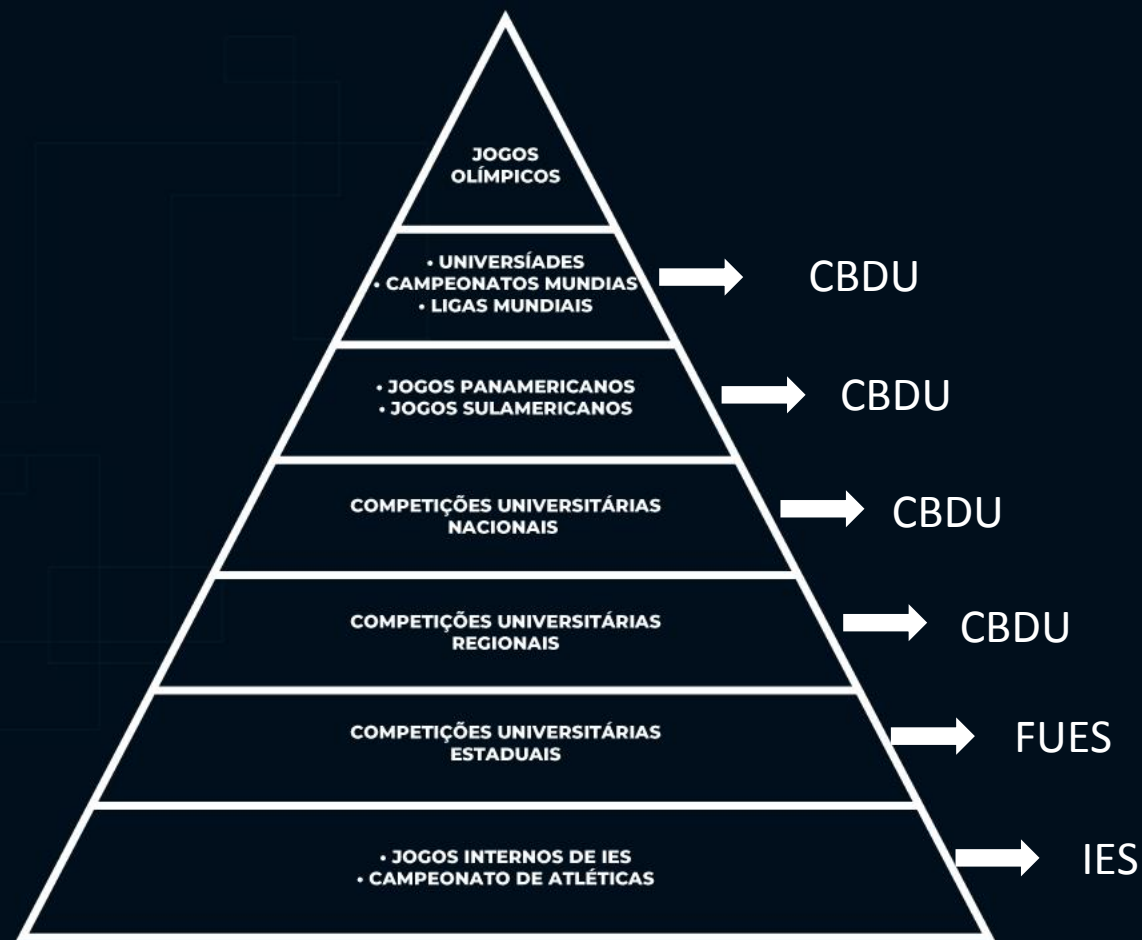 JOGOS
OLÍMPICOS
• UNIVERSÍADES
• CAMPEONATOS MUNDIAS
• LIGAS MUNDIAIS
CBDU
• JOGOS PANAMERICANOS
• JOGOS SULAMERICANOS
CBDU
COMPETIÇÕES UNIVERSITÁRIAS
NACIONAIS
CBDU
COMPETIÇÕES UNIVERSITÁRIAS
REGIONAIS
CBDU
COMPETIÇÕES UNIVERSITÁRIAS
ESTADUAIS
FUES
• JOGOS INTERNOS DE IES
• CAMPEONATO DE ATLÉTICAS
IES